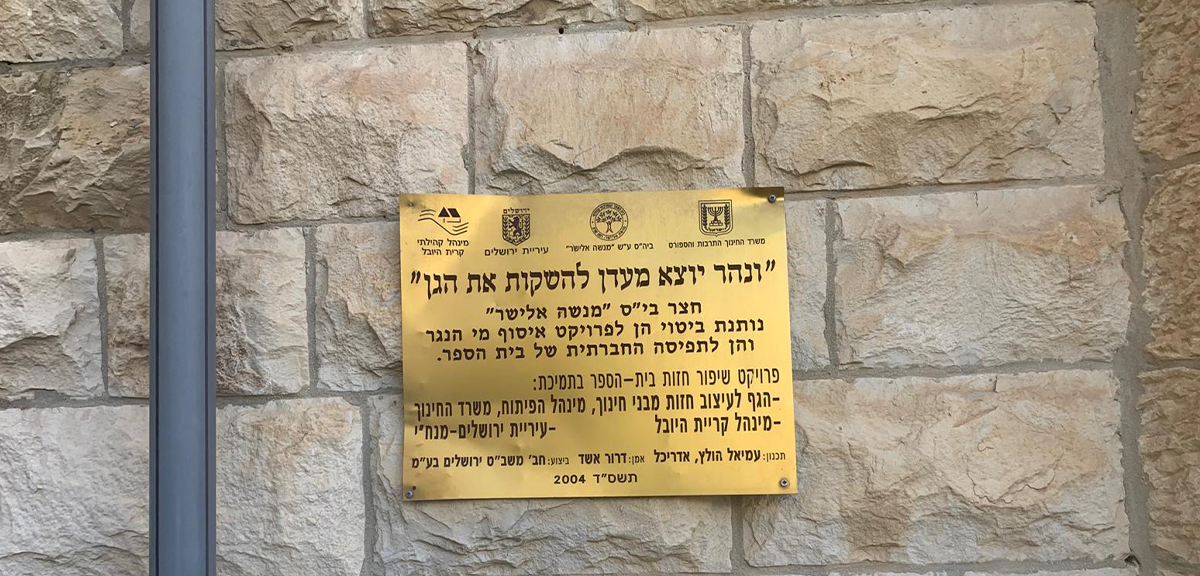 משרד החינוך התרבות והספורט
ביה"ס ע"ש "מנשה אלישר"
ירושלים
עיריית ירושלים
מינהל קהילתי
קרית היובל
"ונהר יוצא מעדן להשקות את הגן"
חצר בי"ס "מנשה אלישר"
נותנת ביטוי הן לפרויקט איסוף מי הנגר
והן לתפיסה החברתית של בית הספר.
פרויקט שיפור חזות בית-הספר בתמיכת:
-הגף לעיצוב חזות מבני חינוך, מינהל הפיתוח, משרד החינוך
-מינהל קריית היובל -עיריית ירושלים-מנח"י
תכנון: עמיאל הולץ, אדריכל אמן: דרור אשד ביצוע: חב' משב"ס ירושלים בע"מ
תשס"ד 2004